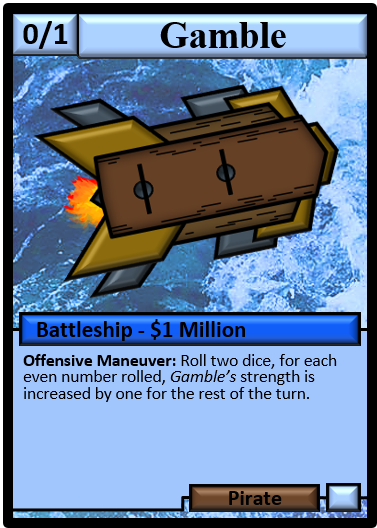 0/1
Gamble
Battleship - $1 Million
Offensive Maneuver: Roll two dice, for each
even number rolled, Gamble's strength is
increased by one for the rest of the turn.
Pirate